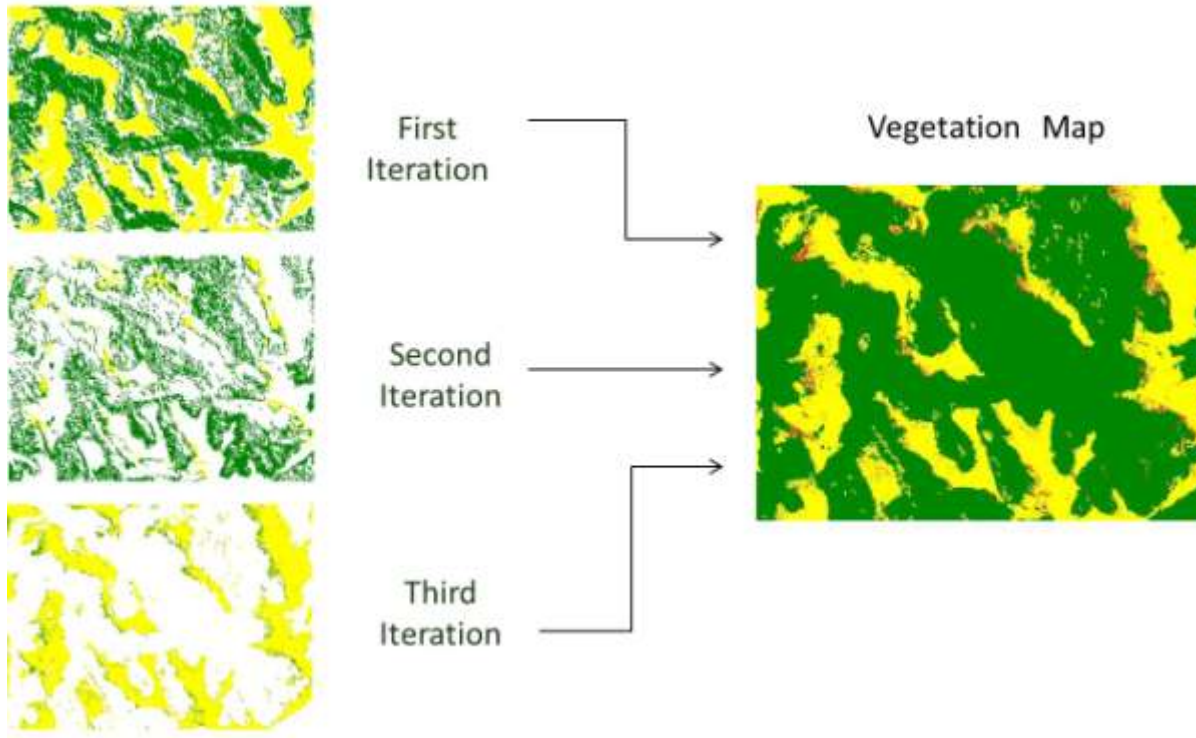 First
Iteration
Vegetation Map
Second
Iteration
Third
Iteration